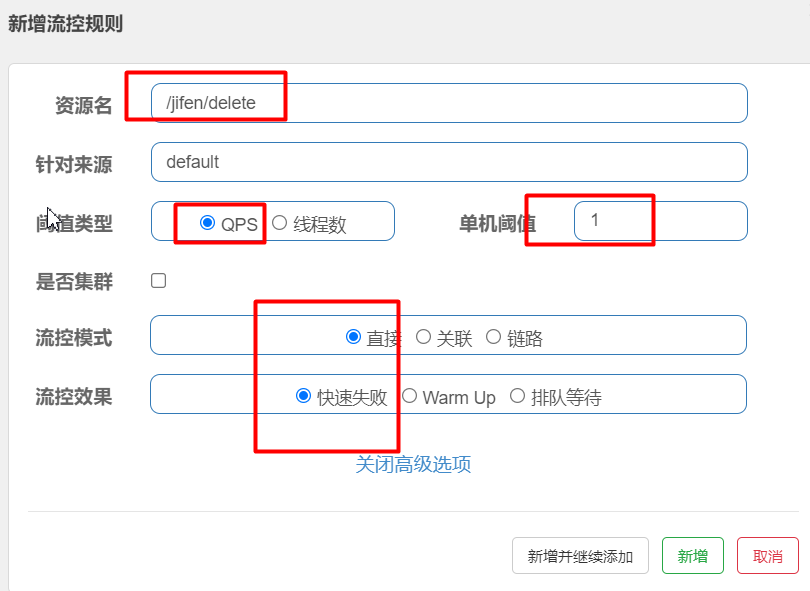 新增流控规则
资源名 /jifen/delete
针对来源 default
阈值类型 QPS 线程数 单机阈值 1
是否集群
流控模式 直接 关联 链路
流控效果 快速失败 Warm Up 排队等待
关闭高级选项
新增并继续添加 新增 取消